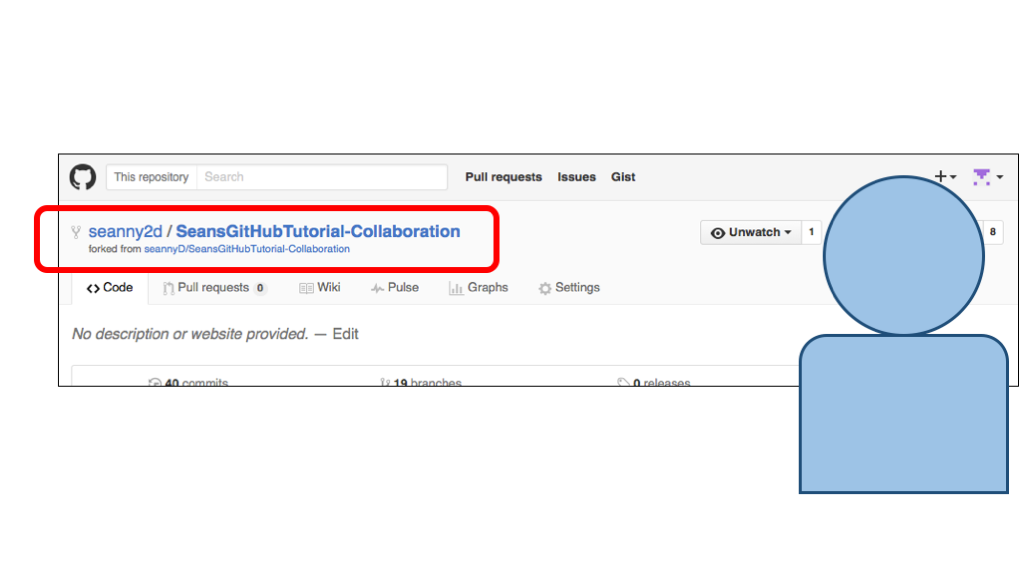 This repository Search Pull requests Issues Gist
seanny2d / SeansGitHubTutorial-Collaboration Unwatch 1 8
forked from seannyD/SeansGitHubTutorial-Collaboration
Code Pull requests 0 Wiki Pulse Graphs Settings
No description or website provided. — Edit
40 commits 19 branches 0 releases